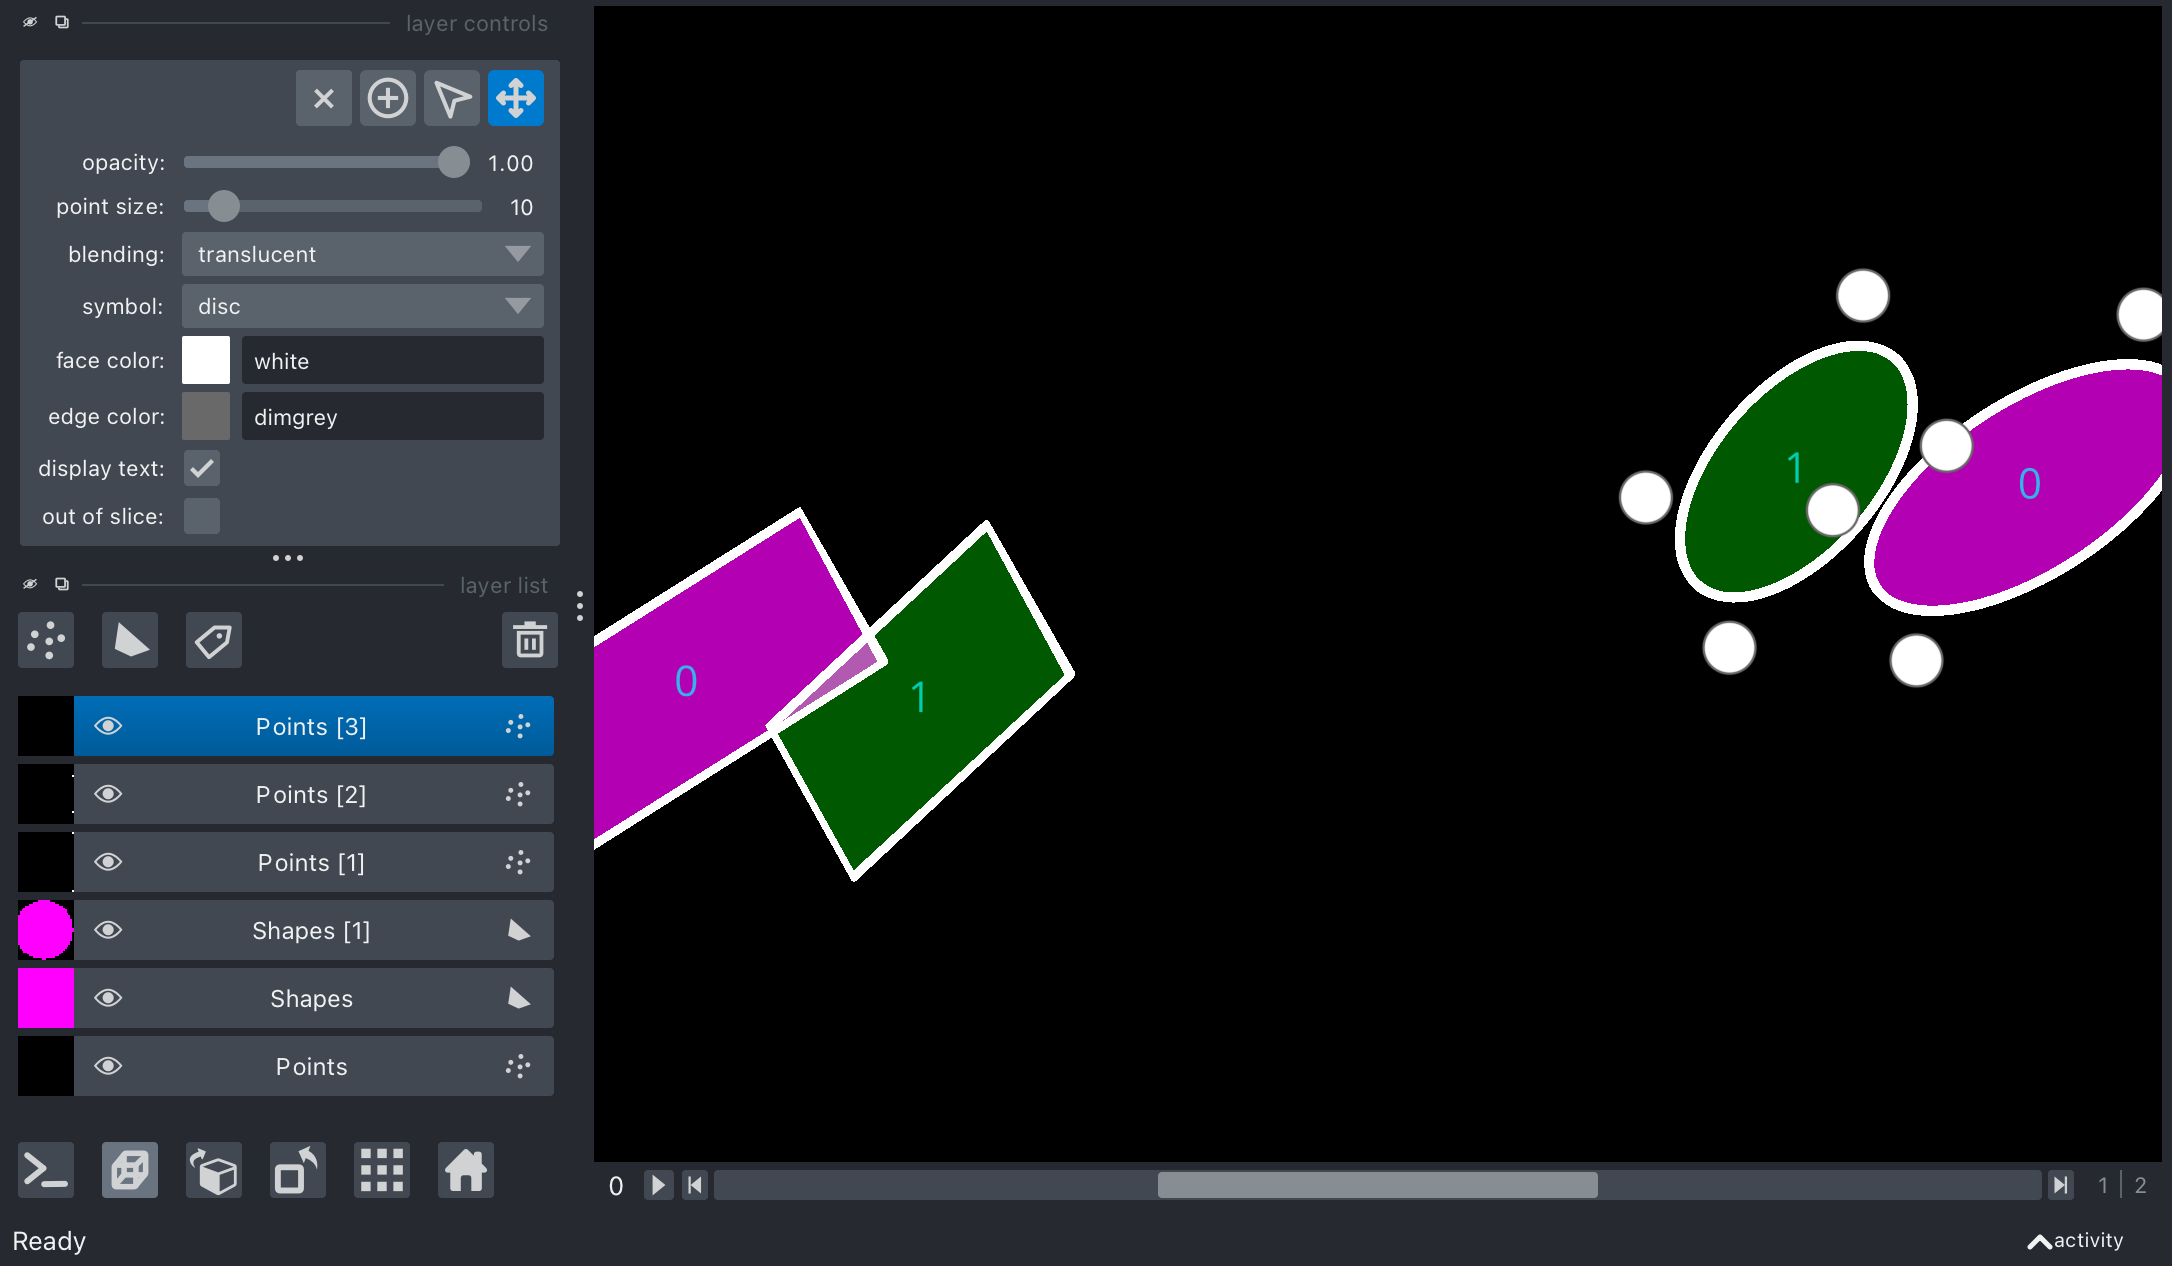 layer controls
opacity: 1.00
point size: 10
blending: translucent
symbol: disc
face color: white
edge color: dimgrey
display text:
out of slice:
layer list
Points [3]
Points [2]
Points [1]
Shapes [1]
Shapes
Points
Ready
1
0
0
1
0 1 2
activity